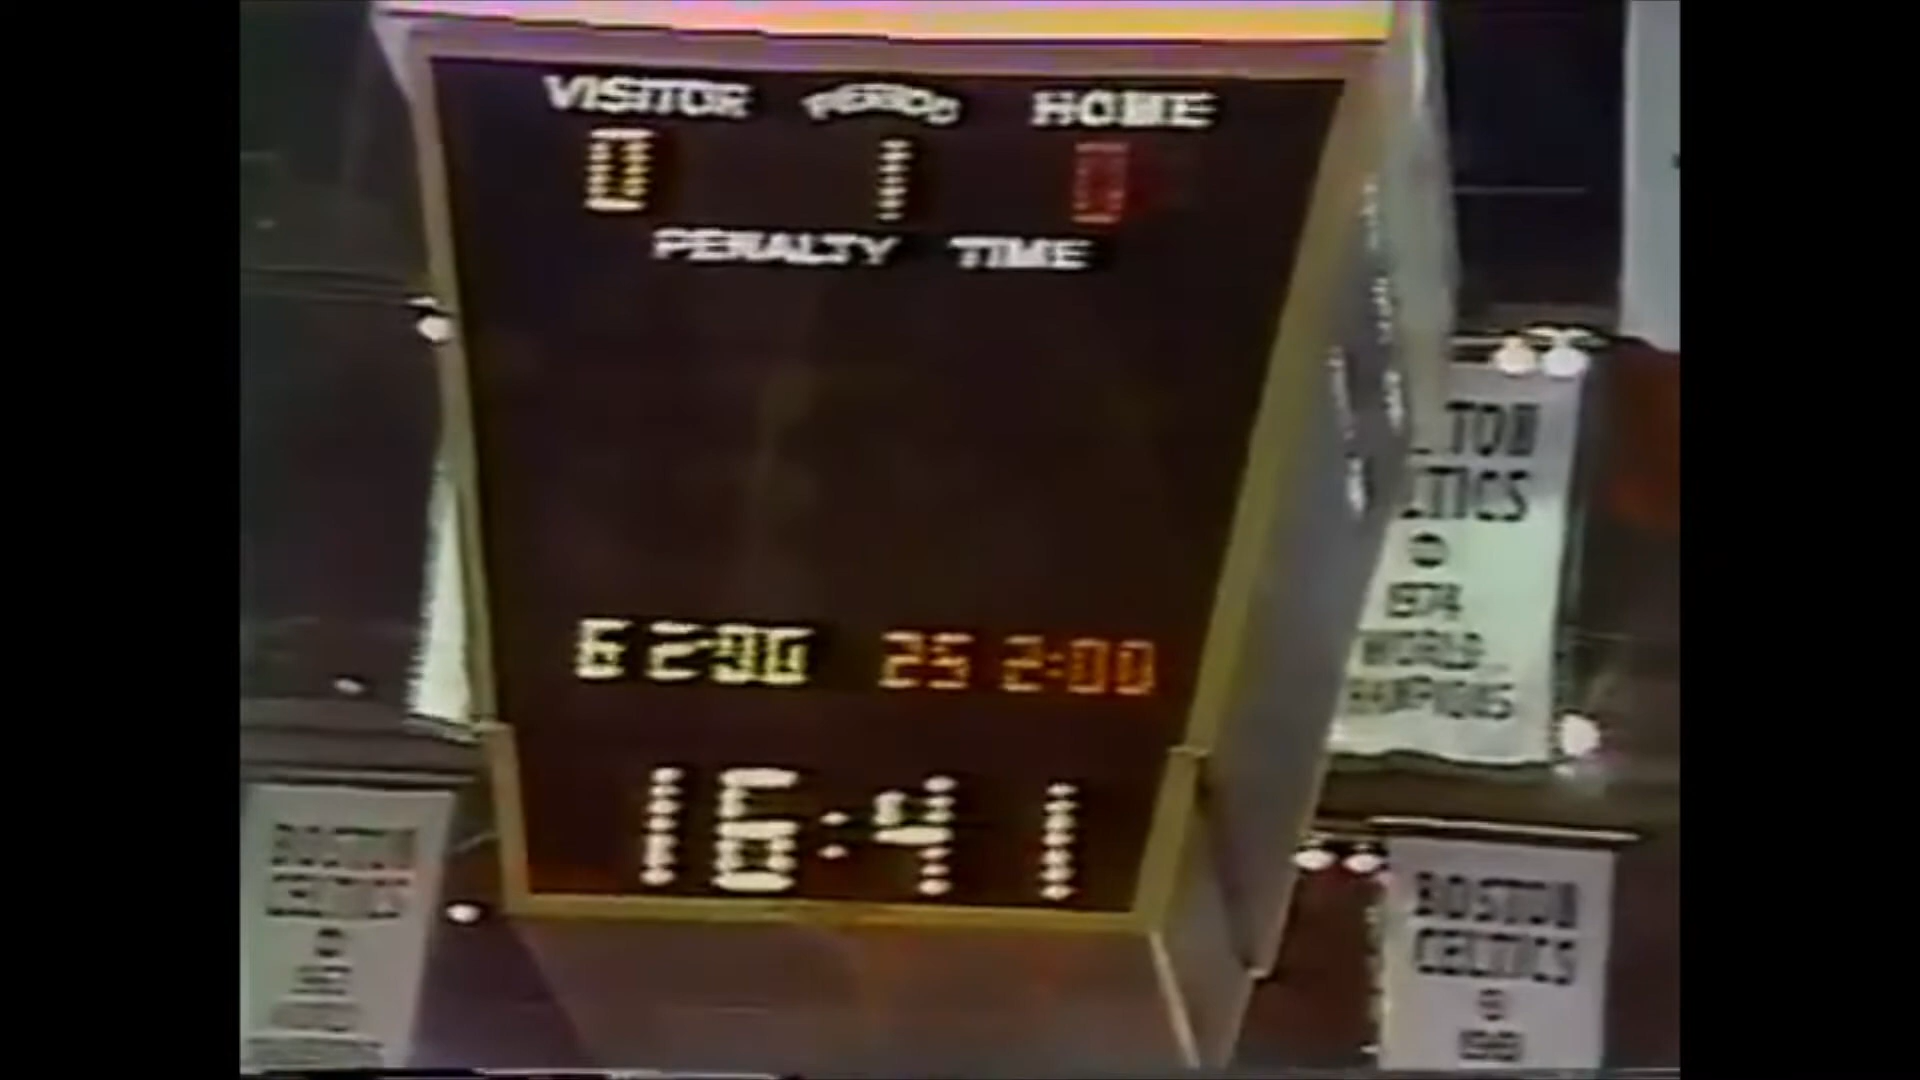 VISITOR PERIOD HOME
0 1 0
PENALTY TIME
6 2:00 25 2:00
16:41
CELTICS
1974
WORLD
CHAMPIONS
BOSTON
CELTICS
BOSTON
CELTICS